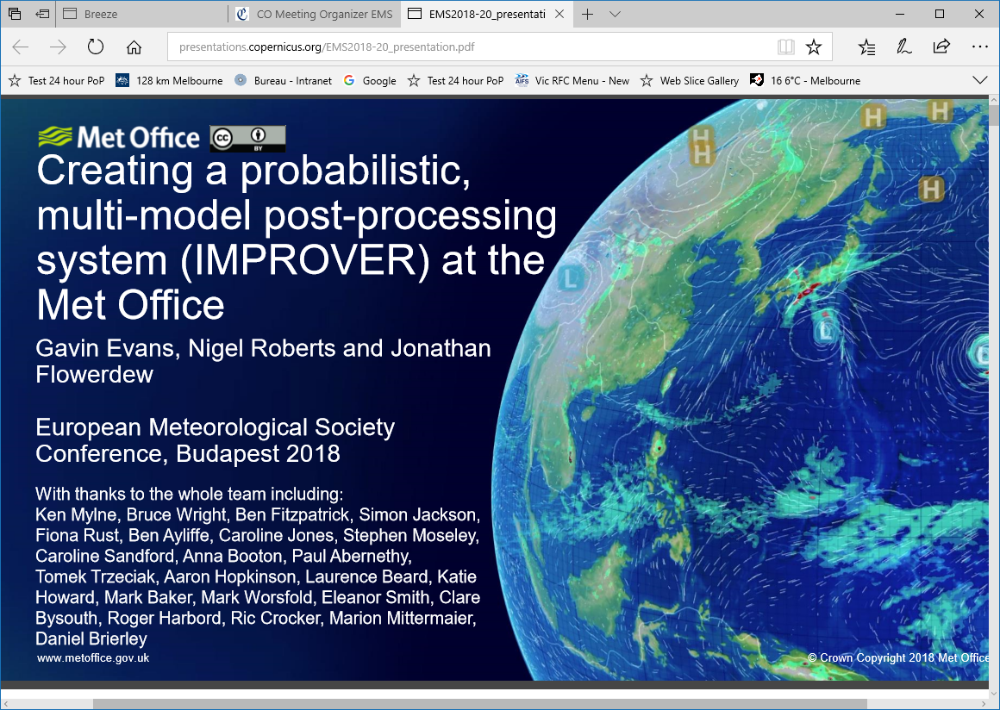 Breeze
CO Meeting Organizer EMS
EMS2018-20_presentati
presentations.copernicus.org/EMS2018-20_presentation.pdf
Test 24 hour PoP
128 km Melbourne
Bureau - Intranet
G Google
Test 24 hour PoP
AIFS Vic RFC Menu - New
Web Slice Gallery
16 6°C - Melbourne
Met Office
cc BY
Creating a probabilistic,
multi-model post-processing
system (IMPROVER) at the
Met Office
Gavin Evans, Nigel Roberts and Jonathan
Flowerdew
European Meteorological Society
Conference, Budapest 2018
With thanks to the whole team including:
Ken Mylne, Bruce Wright, Ben Fitzpatrick, Simon Jackson,
Fiona Rust, Ben Ayliffe, Caroline Jones, Stephen Moseley,
Caroline Sandford, Anna Booton, Paul Abernethy,
Tomek Trzeciak, Aaron Hopkinson, Laurence Beard, Katie
Howard, Mark Baker, Mark Worsfold, Eleanor Smith, Clare
Bysouth, Roger Harbord, Ric Crocker, Marion Mittermaier,
Daniel Brierley
www.metoffice.gov.uk
H
H
H
H
H
L
L
L
© Crown Copyright 2018 Met Office